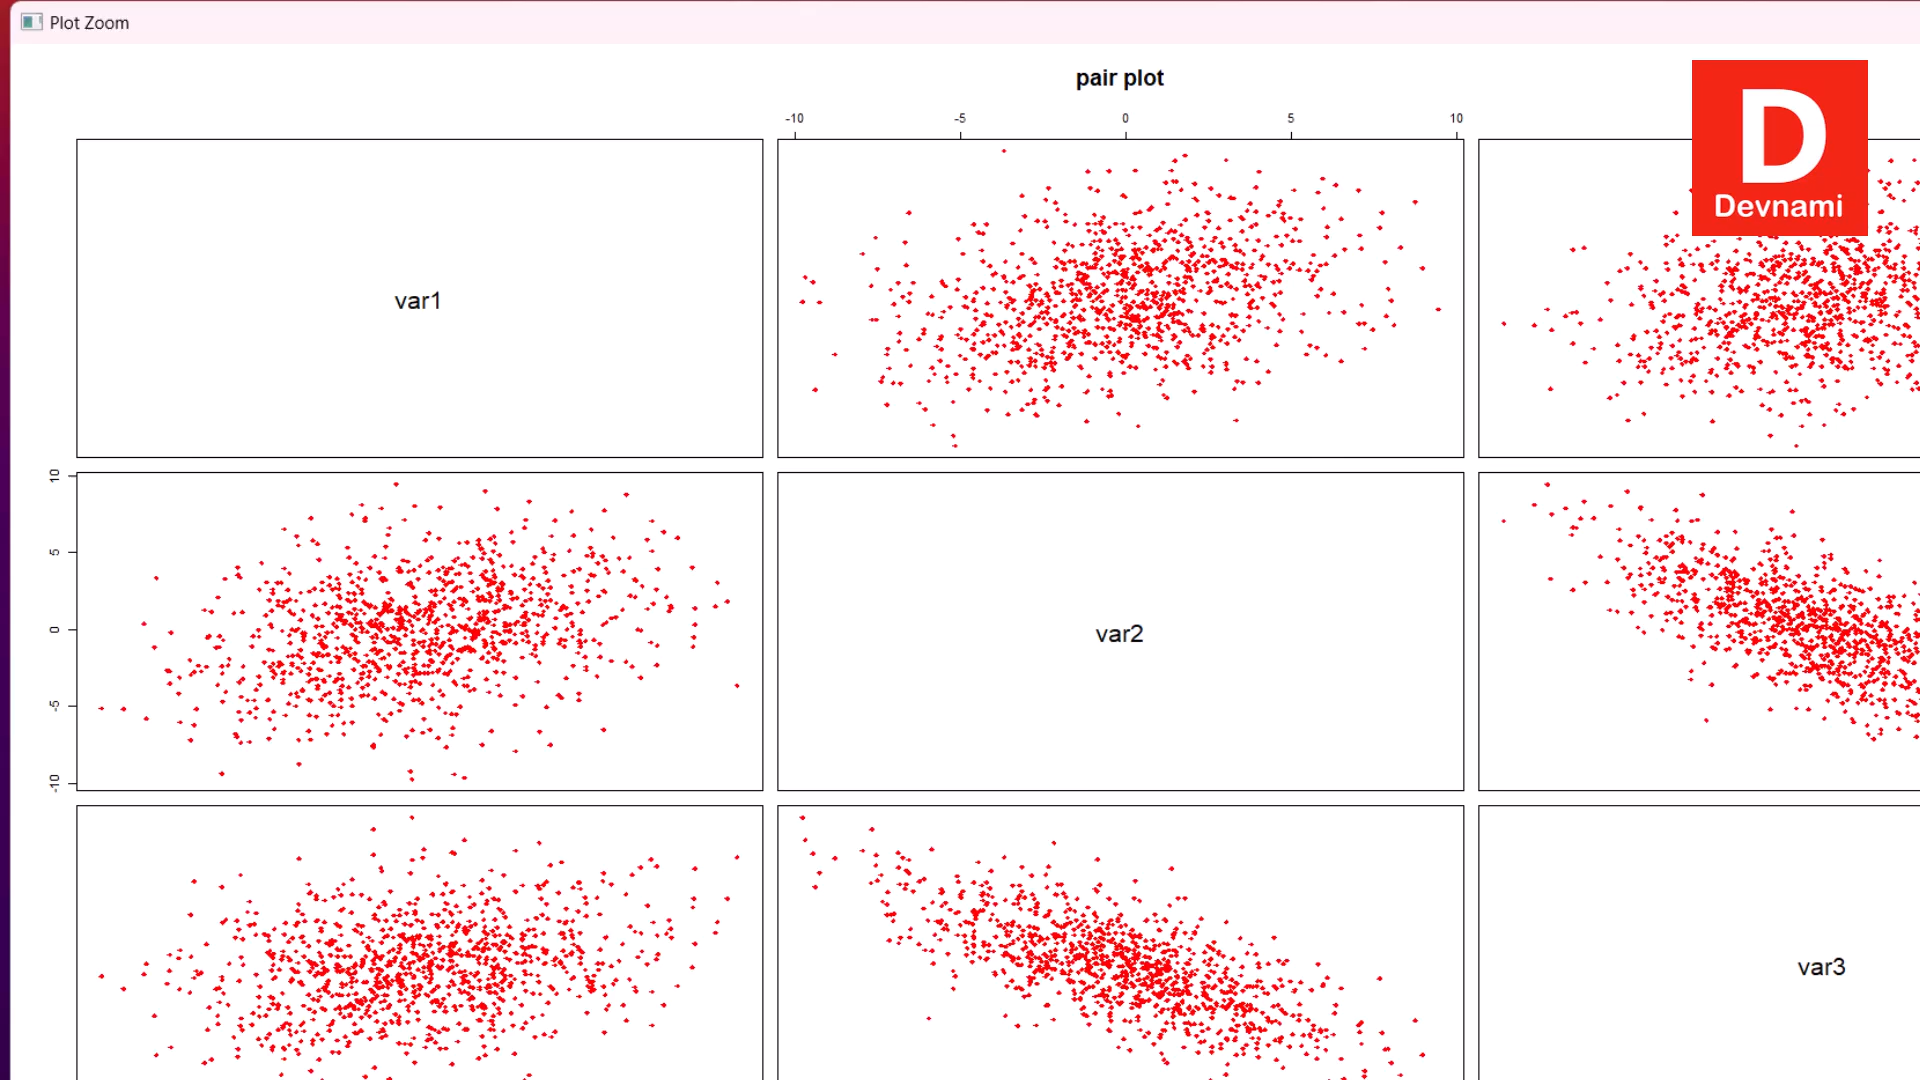 Plot Zoom
pair plot
-10 -5 0 5 10
D
Devnami
var1
10
5
0
-5
-10
var2
var3